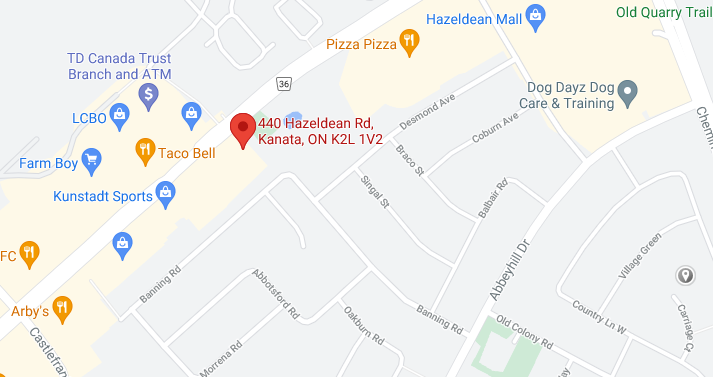 Hazeldean Mall
Old Quarry Trail
Pizza Pizza
TD Canada Trust
Branch and ATM
$
36
Dog Dayz Dog
Care & Training
Desmond Ave
Coburn Ave
LCBO
440 Hazeldean Rd,
Kanata, ON K2L 1V2
Taco Bell
Farm Boy
Braco St
Kunstadt Sports
Singal St
Balbair Rd
FC
Abbeyhill Dr
Village Green
Banning Rd
Abbotsford Rd
Arby's
Oakburn Rd
Banning Rd
Old Colony Rd
Country Ln W
Carriage Ct
Morrena Rd